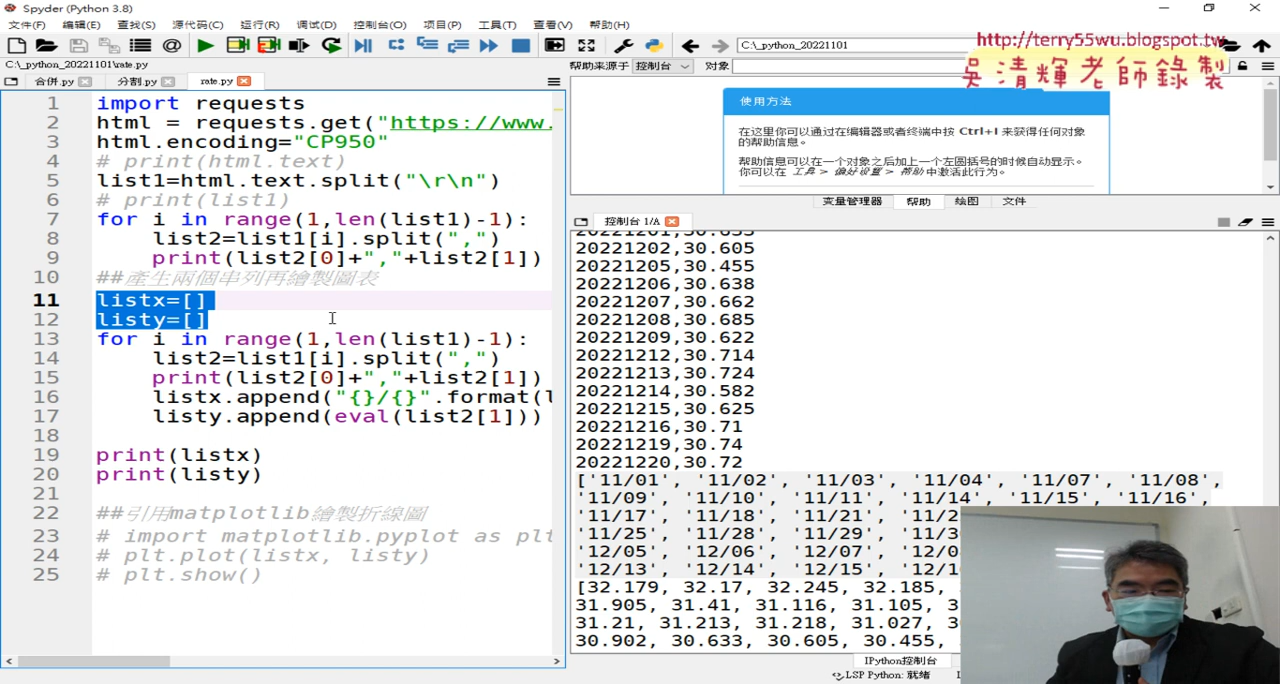 Spyder (Python 3.8)
文件(F) 编辑(E) 查找(S) 源代码(C) 运行(R) 调试(D) 控制台(O) 项目(P) 工具(T) 查看(V) 帮助(H)
C:\_python_20221101
http://terry55wu.blogspot.tw
吳清輝老師錄製
C:\_python_20221101\rate.py
帮助来源于 控制台 对象
合併.py 分割.py rate.py
1 import requests
2 html = requests.get("https://www.
3 html.encoding="CP950"
4 # print(html.text)
5 list1=html.text.split("\r\n")
6 # print(list1)
7 for i in range(1,len(list1)-1):
8 list2=list1[i].split(",")
9 print(list2[0]+","+list2[1])
10 ##產生兩個串列再繪製圖表
11 listx=[]
12 listy=[]
13 for i in range(1,len(list1)-1):
14 list2=list1[i].split(",")
15 print(list2[0]+","+list2[1])
16 listx.append("{}/{}".format(l
17 listy.append(eval(list2[1]))
18
19 print(listx)
20 print(listy)
21
22 ##引用matplotlib繪製折線圖
23 # import matplotlib.pyplot as plt
24 # plt.plot(listx, listy)
25 # plt.show()
使用方法
在这里你可以通过在编辑器或者终端中按 Ctrl+I 来获得任何对象
的帮助信息。
帮助信息可以在一个对象之后加上一个左圆括号的时候自动显示。
你可以在 工具 > 偏好设置 > 帮助 中激活此行为。
变量管理器 帮助 绘图 文件
控制台 1/A
20221202,30.605
20221205,30.455
20221206,30.638
20221207,30.662
20221208,30.685
20221209,30.622
20221212,30.714
20221213,30.724
20221214,30.582
20221215,30.625
20221216,30.71
20221219,30.74
20221220,30.72
['11/01', '11/02', '11/03', '11/04', '11/07', '11/08',
'11/09', '11/10', '11/11', '11/14', '11/15', '11/16',
'11/17', '11/18', '11/21', '11/2
'11/25', '11/28', '11/29', '11/3
'12/05', '12/06', '12/07', '12/0
'12/13', '12/14', '12/15', '12/1
[32.179, 32.17, 32.245, 32.185,
31.905, 31.41, 31.116, 31.105,
31.21, 31.213, 31.218, 31.027,
30.902, 30.633, 30.605, 30.455,
IPython控制台
LSP Python: 就绪